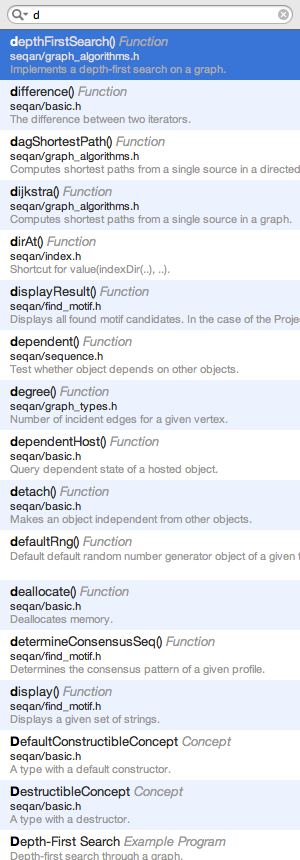 d
depthFirstSearch() Function
seqan/graph_algorithms.h
Implements a depth-first search on a graph.
difference() Function
seqan/basic.h
The difference between two iterators.
dagShortestPath() Function
seqan/graph_algorithms.h
Computes shortest paths from a single source in a directed
dijkstra() Function
seqan/graph_algorithms.h
Computes shortest paths from a single source in a graph.
dirAt() Function
seqan/index.h
Shortcut for value(indexDir(..), ..).
displayResult() Function
seqan/find_motif.h
Displays all found motif candidates. In the case of the Proje
dependent() Function
seqan/sequence.h
Test whether object depends on other objects.
degree() Function
seqan/graph_types.h
Number of incident edges for a given vertex.
dependentHost() Function
seqan/basic.h
Query dependent state of a hosted object.
detach() Function
seqan/basic.h
Makes an object independent from other objects.
defaultRng() Function
Default default random number generator object of a given t
deallocate() Function
seqan/basic.h
Deallocates memory.
determineConsensusSeq() Function
seqan/find_motif.h
Determines the consensus pattern of a given profile.
display() Function
seqan/find_motif.h
Displays a given set of strings.
DefaultConstructibleConcept Concept
seqan/basic.h
A type with a default constructor.
DestructibleConcept Concept
seqan/basic.h
A type with a destructor.
Depth-First Search Example Program
Depth-first search through a graph.